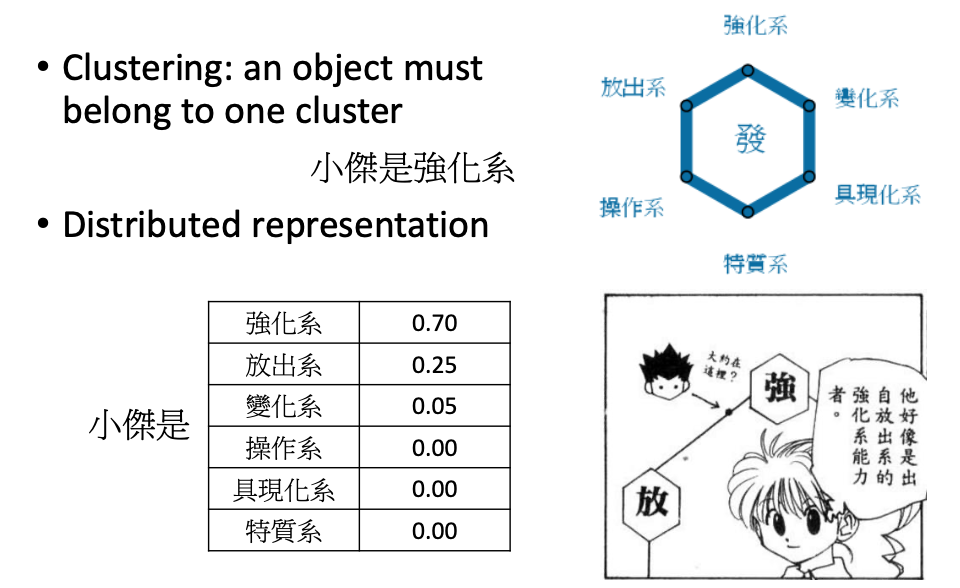 • Clustering: an object must
belong to one cluster
小傑是強化系
• Distributed representation
小傑是
強化系 0.70
放出系 0.25
變化系 0.05
操作系 0.00
具現化系 0.00
特質系 0.00
強化系
放出系
變化系
發
操作系
具現化系
特質系
大約在
這裡?
強
放
他好像是出
自放出系的
強化系能力
者。